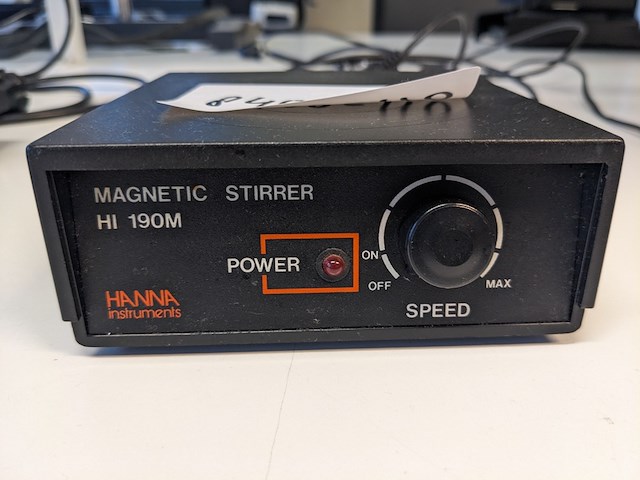 MAGNETIC STIRRER
HI 190M
POWER
ON
OFF
MAX
SPEED
HANNA
instruments